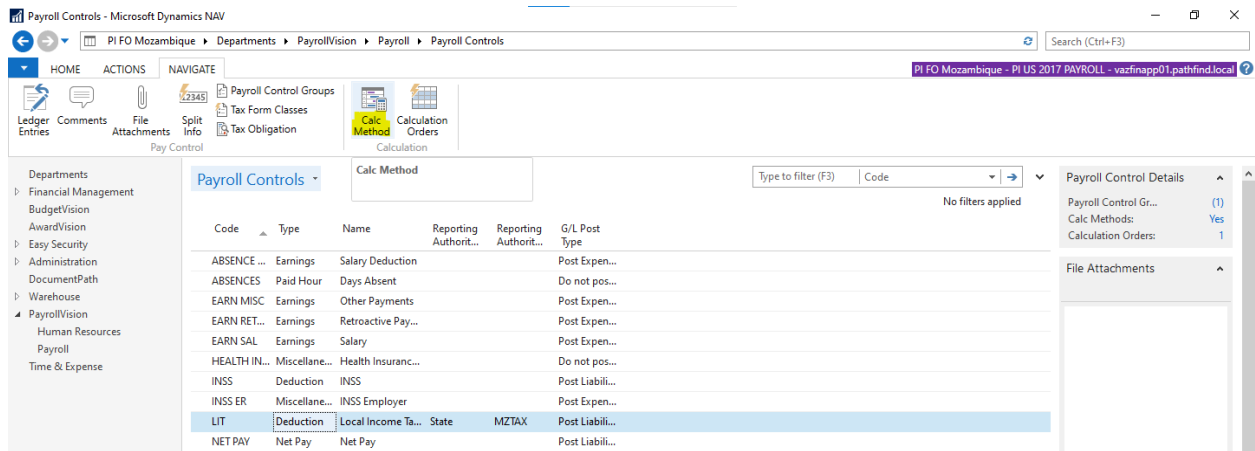 Payroll Controls - Microsoft Dynamics NAV
PI FO Mozambique Departments PayrollVision Payroll Payroll Controls
Search (Ctrl+F3)
HOME ACTIONS NAVIGATE
PI FO Mozambique - PI US 2017 PAYROLL - vazfinapp01.pathfind.local
Ledger Entries
Comments
File Attachments
12345
Split Info
Payroll Control Groups
Tax Form Classes
Tax Obligation
Calc Method
Calculation Orders
Pay Control
Calculation
Departments
Financial Management
BudgetVision
AwardVision
Easy Security
Administration
DocumentPath
Warehouse
PayrollVision
Human Resources
Payroll
Time & Expense
Payroll Controls
Calc Method
Type to filter (F3) Code
No filters applied
Code Type Name Reporting Authorit... Reporting Authorit... G/L Post Type
ABSENCE ... Earnings Salary Deduction Post Expen...
ABSENCES Paid Hour Days Absent Do not pos...
EARN MISC Earnings Other Payments Post Expen...
EARN RET... Earnings Retroactive Pay... Post Expen...
EARN SAL Earnings Salary Post Expen...
HEALTH IN... Miscellane... Health Insuranc... Do not pos...
INSS Deduction INSS Post Liabili...
INSS ER Miscellane... INSS Employer Post Expen...
LIT Deduction Local Income Ta... State MZTAX Post Liabili...
NET PAY Net Pay Net Pay Post Liabili...
Payroll Control Details
Payroll Control Gr... (1)
Calc Methods: Yes
Calculation Orders: 1
File Attachments